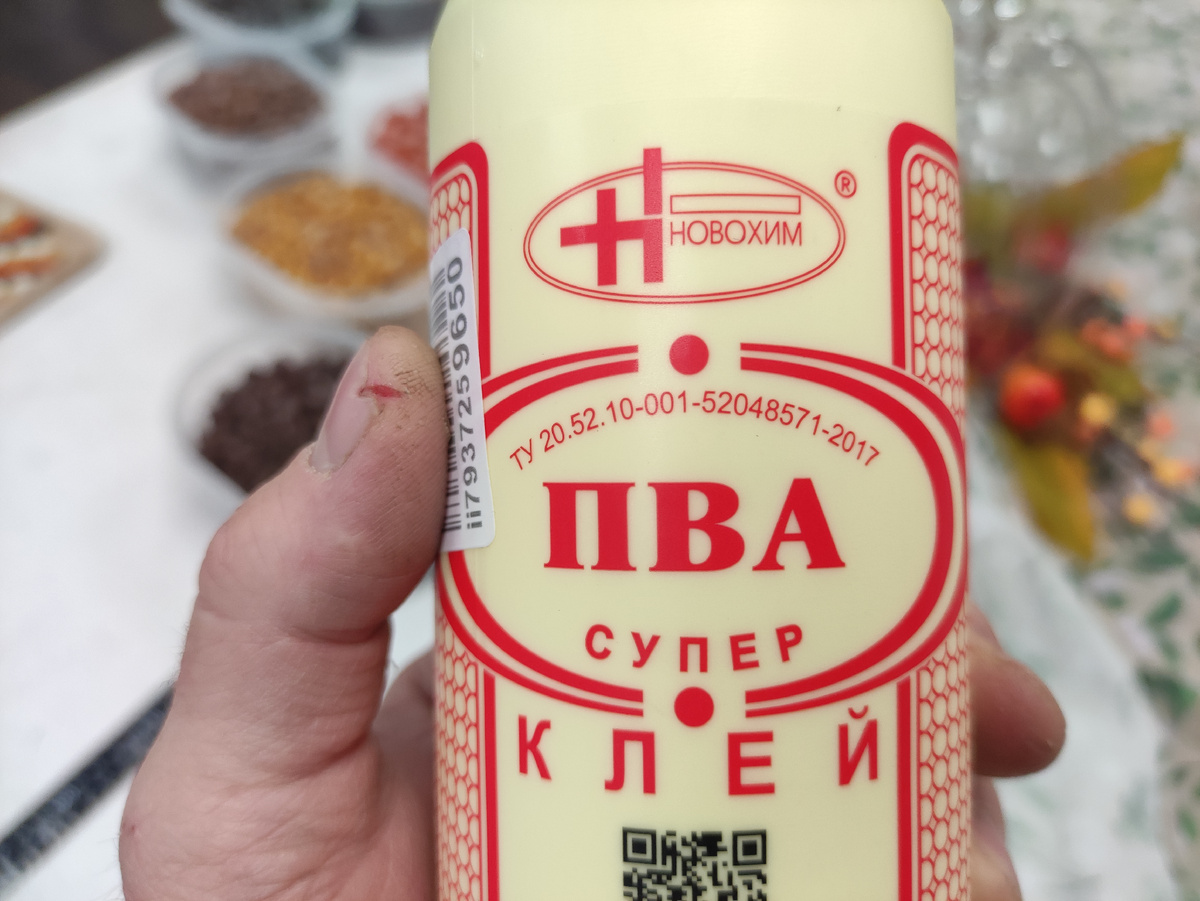 НОВОХИМ
®
ТУ 20.52.10-001-52048571-2017
ПВА
СУПЕР
КЛЕЙ
ii7937259650